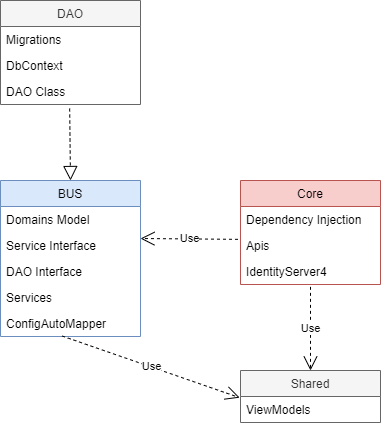 DAO
Migrations
DbContext
DAO Class
BUS
Domains Model
Service Interface
DAO Interface
Services
ConfigAutoMapper
Use
Core
Dependency Injection
Apis
IdentityServer4
Use
Use
Shared
ViewModels